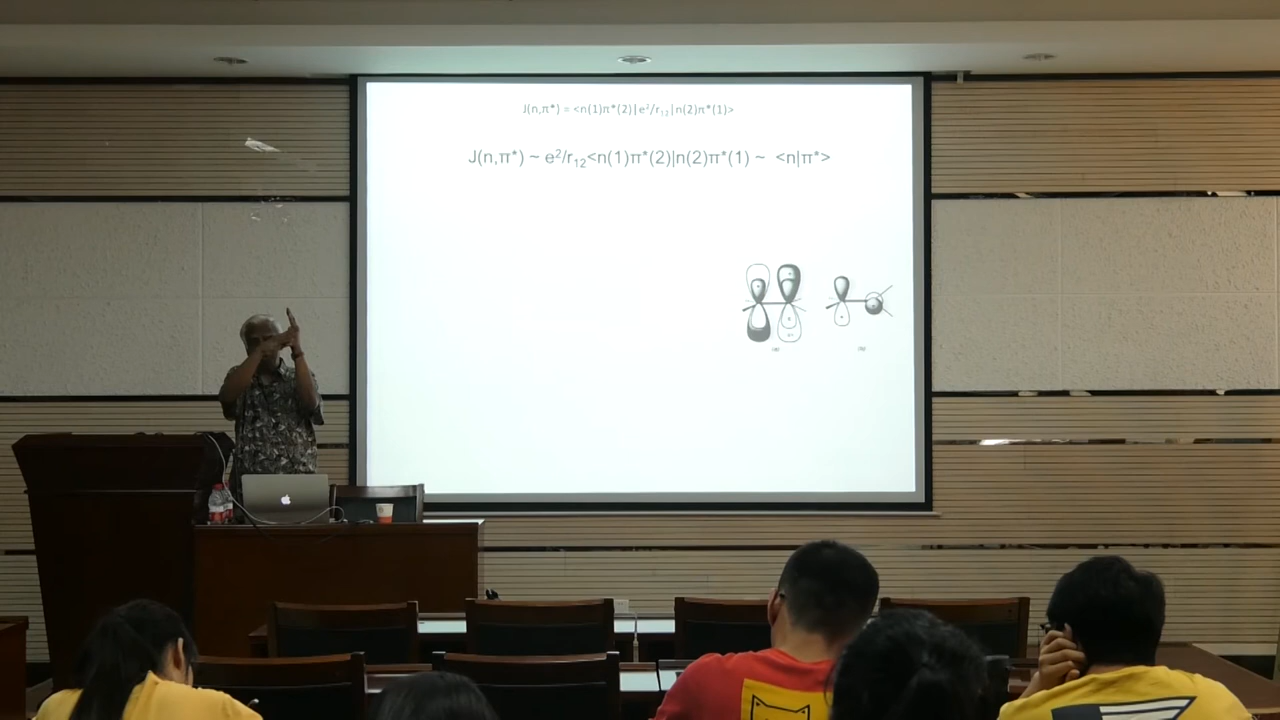 J(n,π*) = <n(1)π*(2)|e²/r₁₂|n(2)π*(1)>
J(n,π*) ~ e²/r₁₂<n(1)π*(2)|n(2)π*(1) ~ <n|π*>